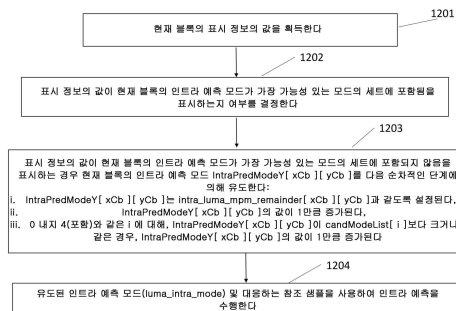 1201
현재 블록의 표시 정보의 값을 획득한다
1202
표시 정보의 값이 현재 블록의 인트라 예측 모드가 가장 가능성 있는 모드의 세트에 포함됨을
표시하는지 여부를 결정한다
1203
표시 정보의 값이 현재 블록의 인트라 예측 모드가 가장 가능성 있는 모드의 세트에 포함되지 않음을
표시하는 경우 현재 블록의 인트라 예측 모드 IntraPredModeY[ xCb ][ yCb ]를 다음 순차적인 단계에
의해 유도한다:
i. IntraPredModeY[ xCb ][ yCb ]는 intra_luma_mpm_remainder[ xCb ][ yCb ]과 같도록 설정된다,
ii. IntraPredModeY[ xCb ][ yCb ]의 값이 1만큼 증가된다,
iii. 0 내지 4(포함)와 같은 i에 대해, IntraPredModeY[ xCb ][ yCb ]이 candModeList[ i ]보다 크거나
같은 경우, IntraPredModeY[ xCb ][ yCb ]의 값이 1만큼 증가된다
1204
유도된 인트라 예측 모드(luma_intra_mode) 및 대응하는 참조 샘플을 사용하여 인트라 예측을
수행한다